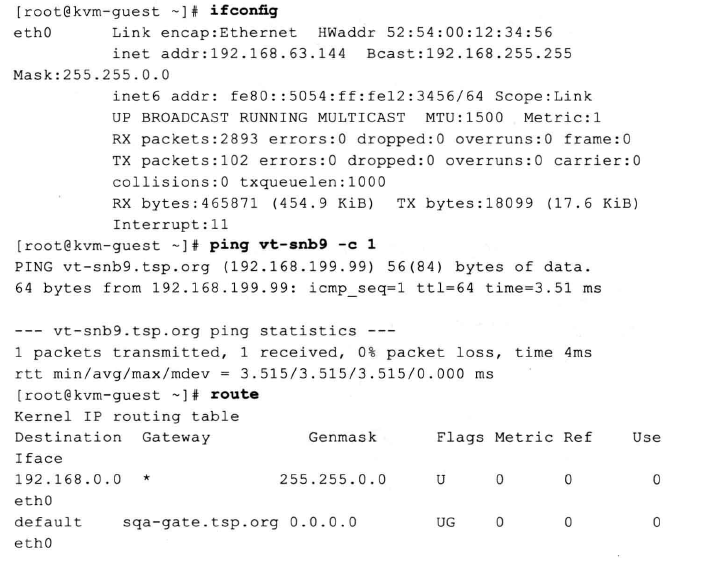 [root@kvm-guest ~]# ifconfig
eth0 Link encap:Ethernet HWaddr 52:54:00:12:34:56
inet addr:192.168.63.144 Bcast:192.168.255.255
Mask:255.255.0.0
inet6 addr: fe80::5054:ff:fe12:3456/64 Scope:Link
UP BROADCAST RUNNING MULTICAST MTU:1500 Metric:1
RX packets:2893 errors:0 dropped:0 overruns:0 frame:0
TX packets:102 errors:0 dropped:0 overruns:0 carrier:0
collisions:0 txqueuelen:1000
RX bytes:465871 (454.9 KiB) TX bytes:18099 (17.6 KiB)
Interrupt:11
[root@kvm-guest ~]# ping vt-snb9 -c 1
PING vt-snb9.tsp.org (192.168.199.99) 56(84) bytes of data.
64 bytes from 192.168.199.99: icmp_seq=1 ttl=64 time=3.51 ms
--- vt-snb9.tsp.org ping statistics ---
1 packets transmitted, 1 received, 0% packet loss, time 4ms
rtt min/avg/max/mdev = 3.515/3.515/3.515/0.000 ms
[root@kvm-guest ~]# route
Kernel IP routing table
Destination Gateway Genmask Flags Metric Ref Use
Iface
192.168.0.0 * 255.255.0.0 U 0 0 0
eth0
default sqa-gate.tsp.org 0.0.0.0 UG 0 0 0
eth0